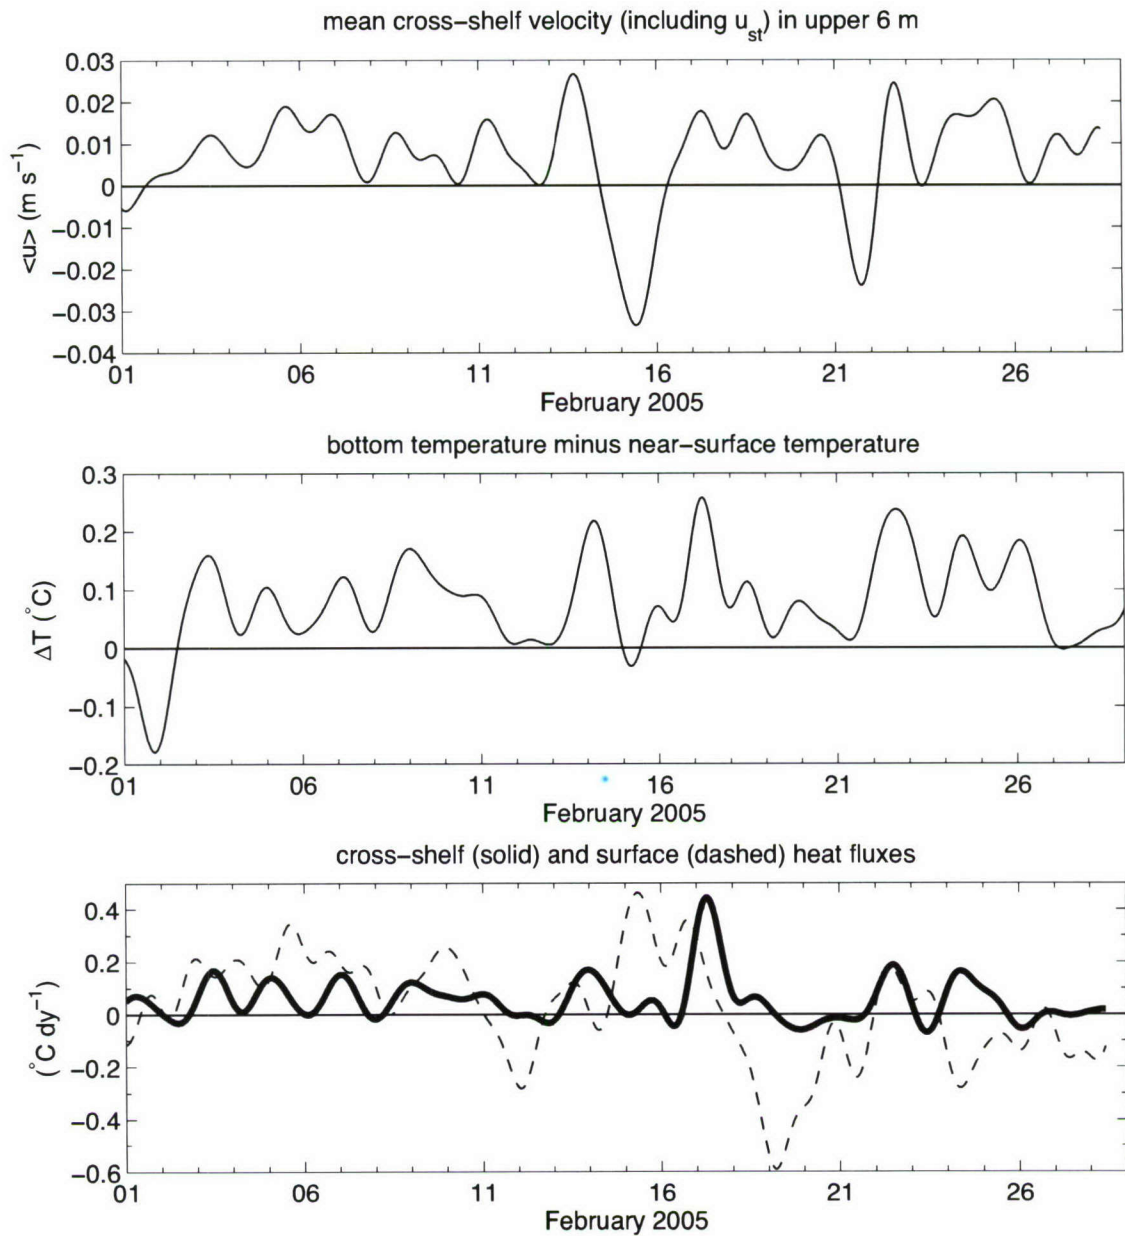 mean cross−shelf velocity (including u_st) in upper 6 m
0.03
0.02
0.01
0
−0.01
−0.02
−0.03
−0.04
<u> (m s⁻¹)
01 06 11 16 21 26
February 2005
bottom temperature minus near−surface temperature
0.3
0.2
0.1
0
−0.1
−0.2
ΔT (°C)
01 06 11 16 21 26
February 2005
cross−shelf (solid) and surface (dashed) heat fluxes
0.4
0.2
0
−0.2
−0.4
−0.6
(°C dy⁻¹)
01 06 11 16 21 26
February 2005